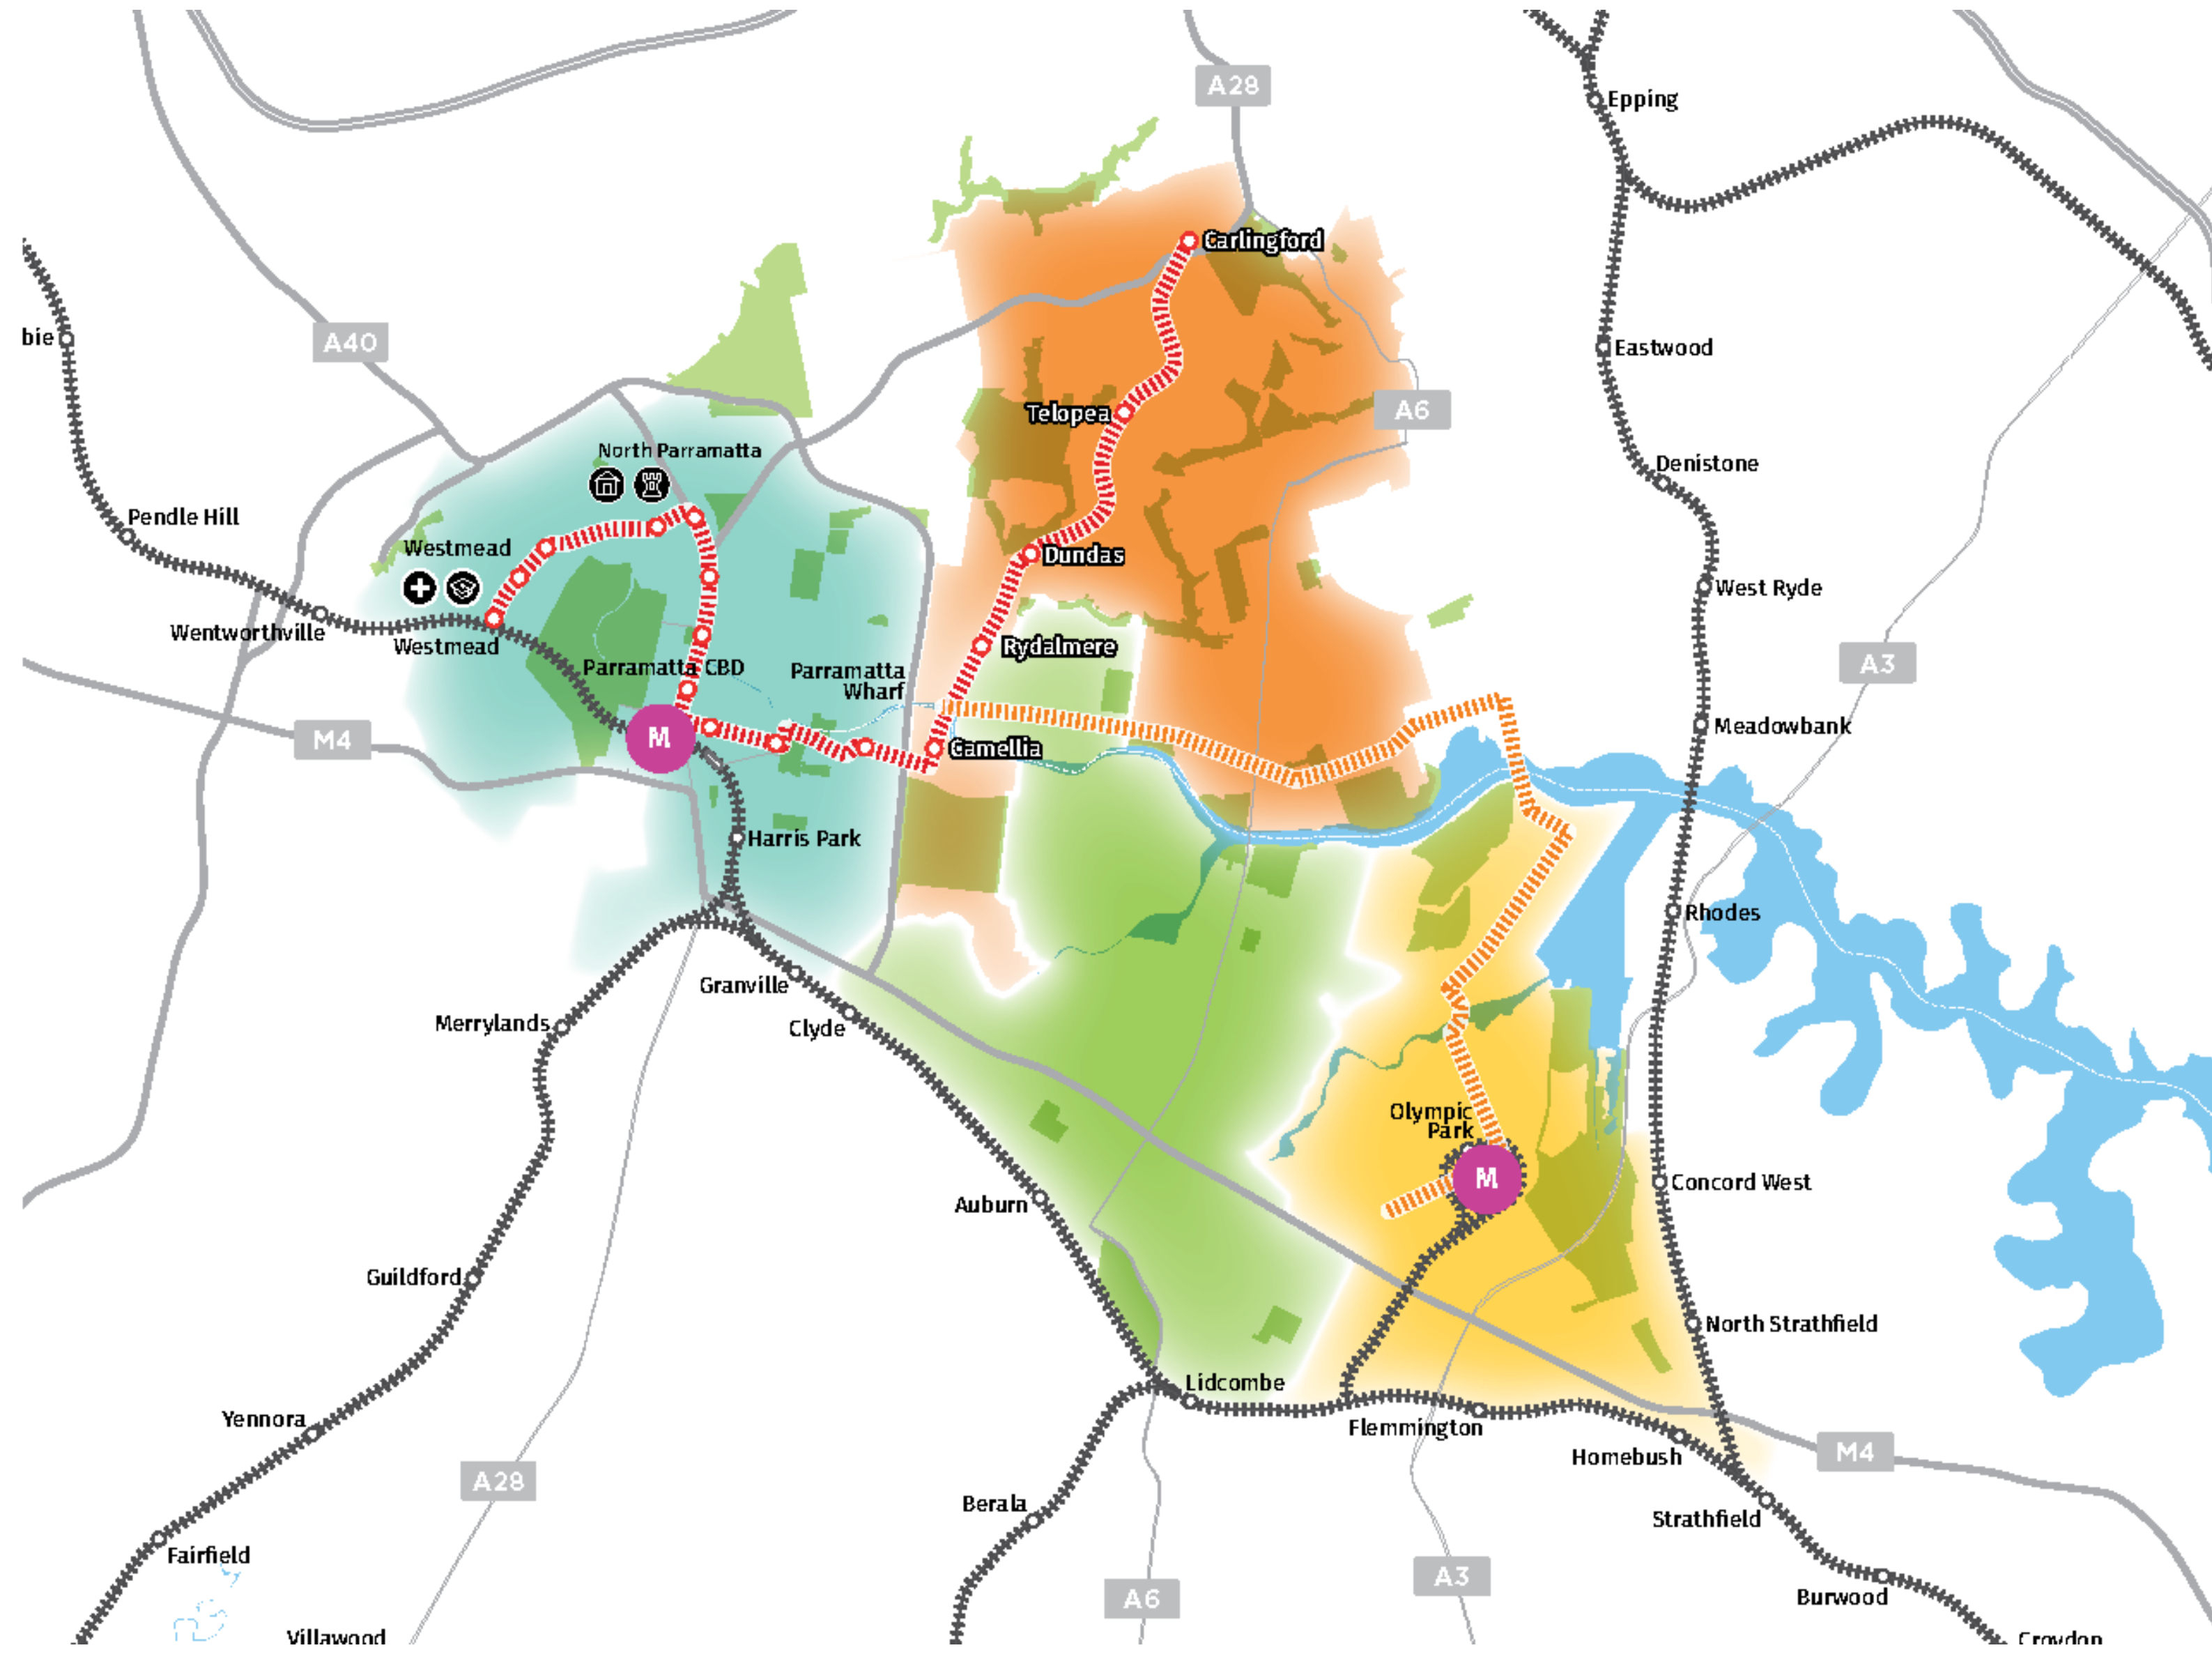 A28
Epping
Carlingford
bie
A40
Eastwood
Telopea
A6
North Parramatta
Denistone
Pendle Hill
Westmead
Dundas
West Ryde
Wentworthville
Westmead
Rydalmere
Parramatta CBD
Parramatta
Wharf
A3
M4
M
Camellia
Meadowbank
Harris Park
Rhodes
Granville
Merrylands
Clyde
Olympic
Park
M
Concord West
Auburn
Guildford
North Strathfield
Lidcombe
Yennora
Flemmington
Homebush
M4
A28
Berala
Strathfield
Fairfield
A3
A6
Burwood
Villawood
Croydon